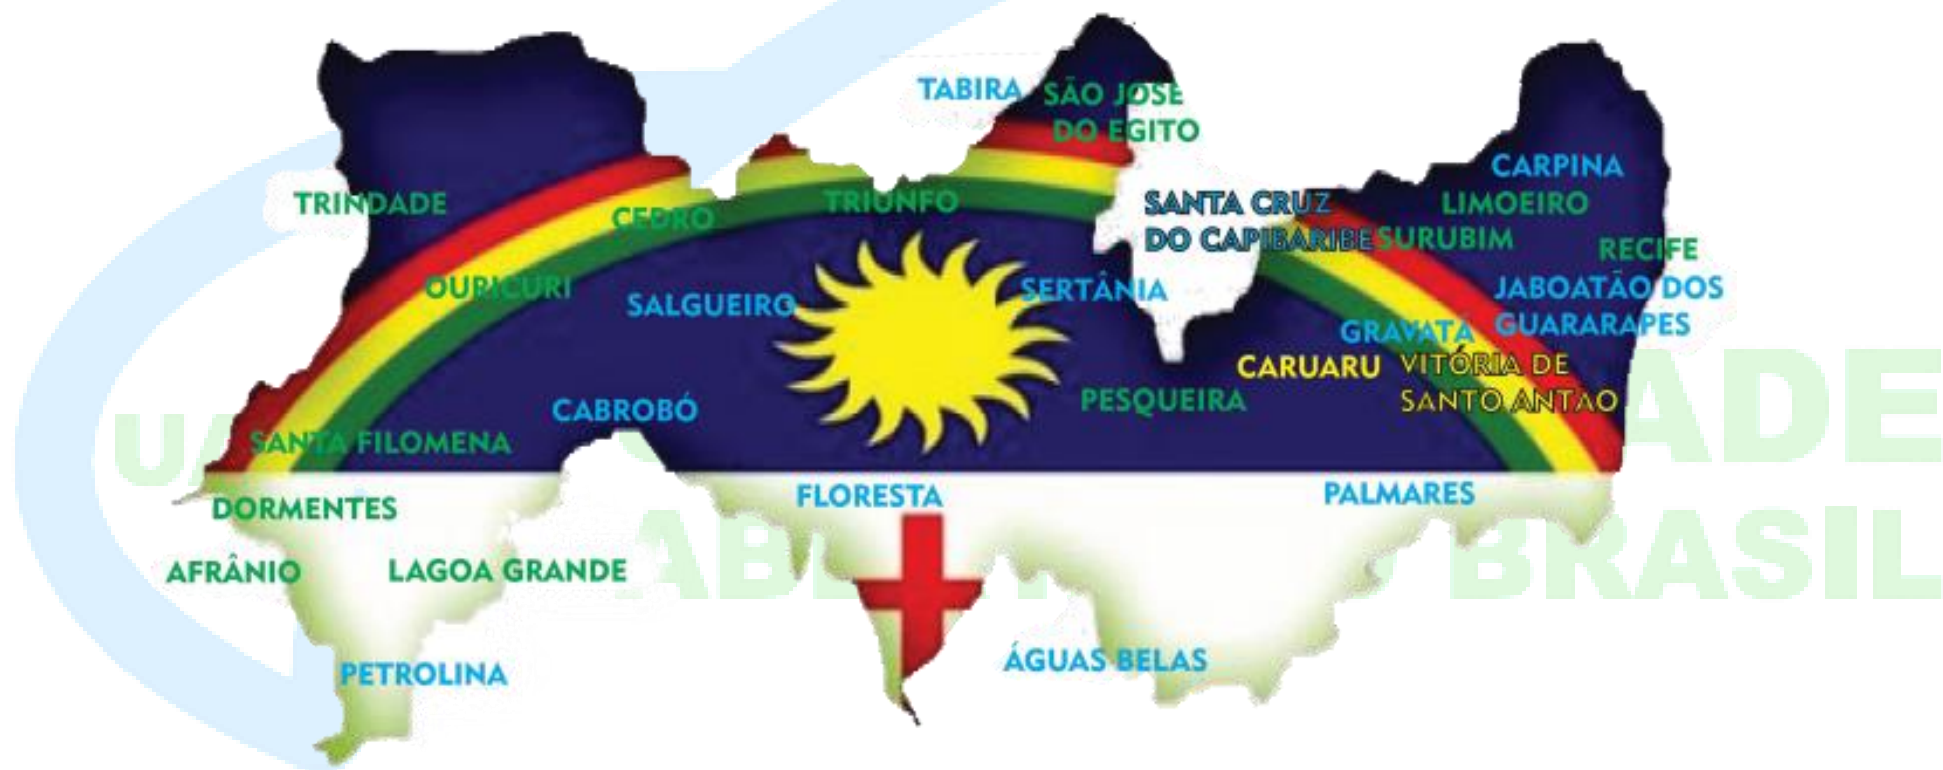 TABIRA
SÃO JOSÉ
DO EGITO
CARPINA
TRINDADE
CEDRO
TRIUNFO
SANTA CRUZ
DO CAPIBARIBE
LIMOEIRO
SURUBIM
RECIFE
OURICURI
SALGUEIRO
SERTÂNIA
JABOATÃO DOS
GUARARAPES
GRAVATÁ
CARUARU
VITÓRIA DE
SANTO ANTAO
CABROBÓ
PESQUEIRA
SANTA FILOMENA
DORMENTES
FLORESTA
PALMARES
AFRÂNIO
LAGOA GRANDE
PETROLINA
ÁGUAS BELAS
BRASIL